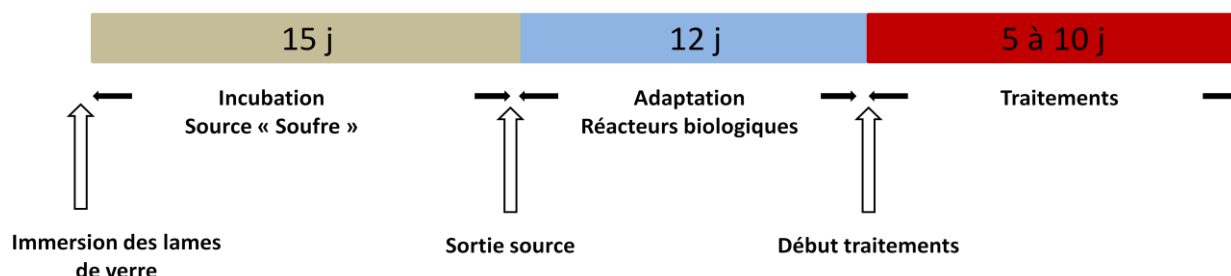 15 j
12 j
5 à 10 j
Incubation
Source « Soufre »
Adaptation
Réacteurs biologiques
Traitements
Immersion des lames
de verre
Sortie source
Début traitements